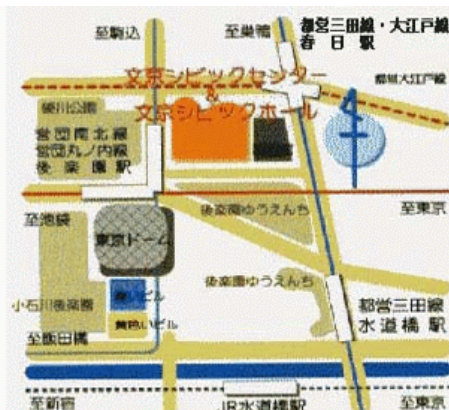 至駒込
至巣鴨
都営三田線・大江戸線
春日駅
文京シビックセンター
&
文京シビックホール
都営大江戸線
礫川公園
営団南北線
営団丸ノ内線
後楽園駅
至池袋
後楽園ゆうえんち
至東京
東京ドーム
後楽園ゆうえんち
青いビル
小石川後楽園
黄色いビル
都営三田線
水道橋駅
至飯田橋
至新宿
JR水道橋駅
至東京